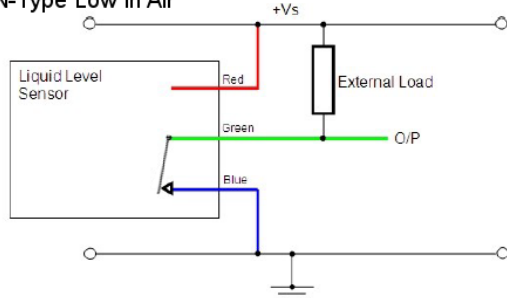 N-Type Low in Air
+Vs
Liquid Level
Sensor
Red
External Load
Green
O/P
Blue